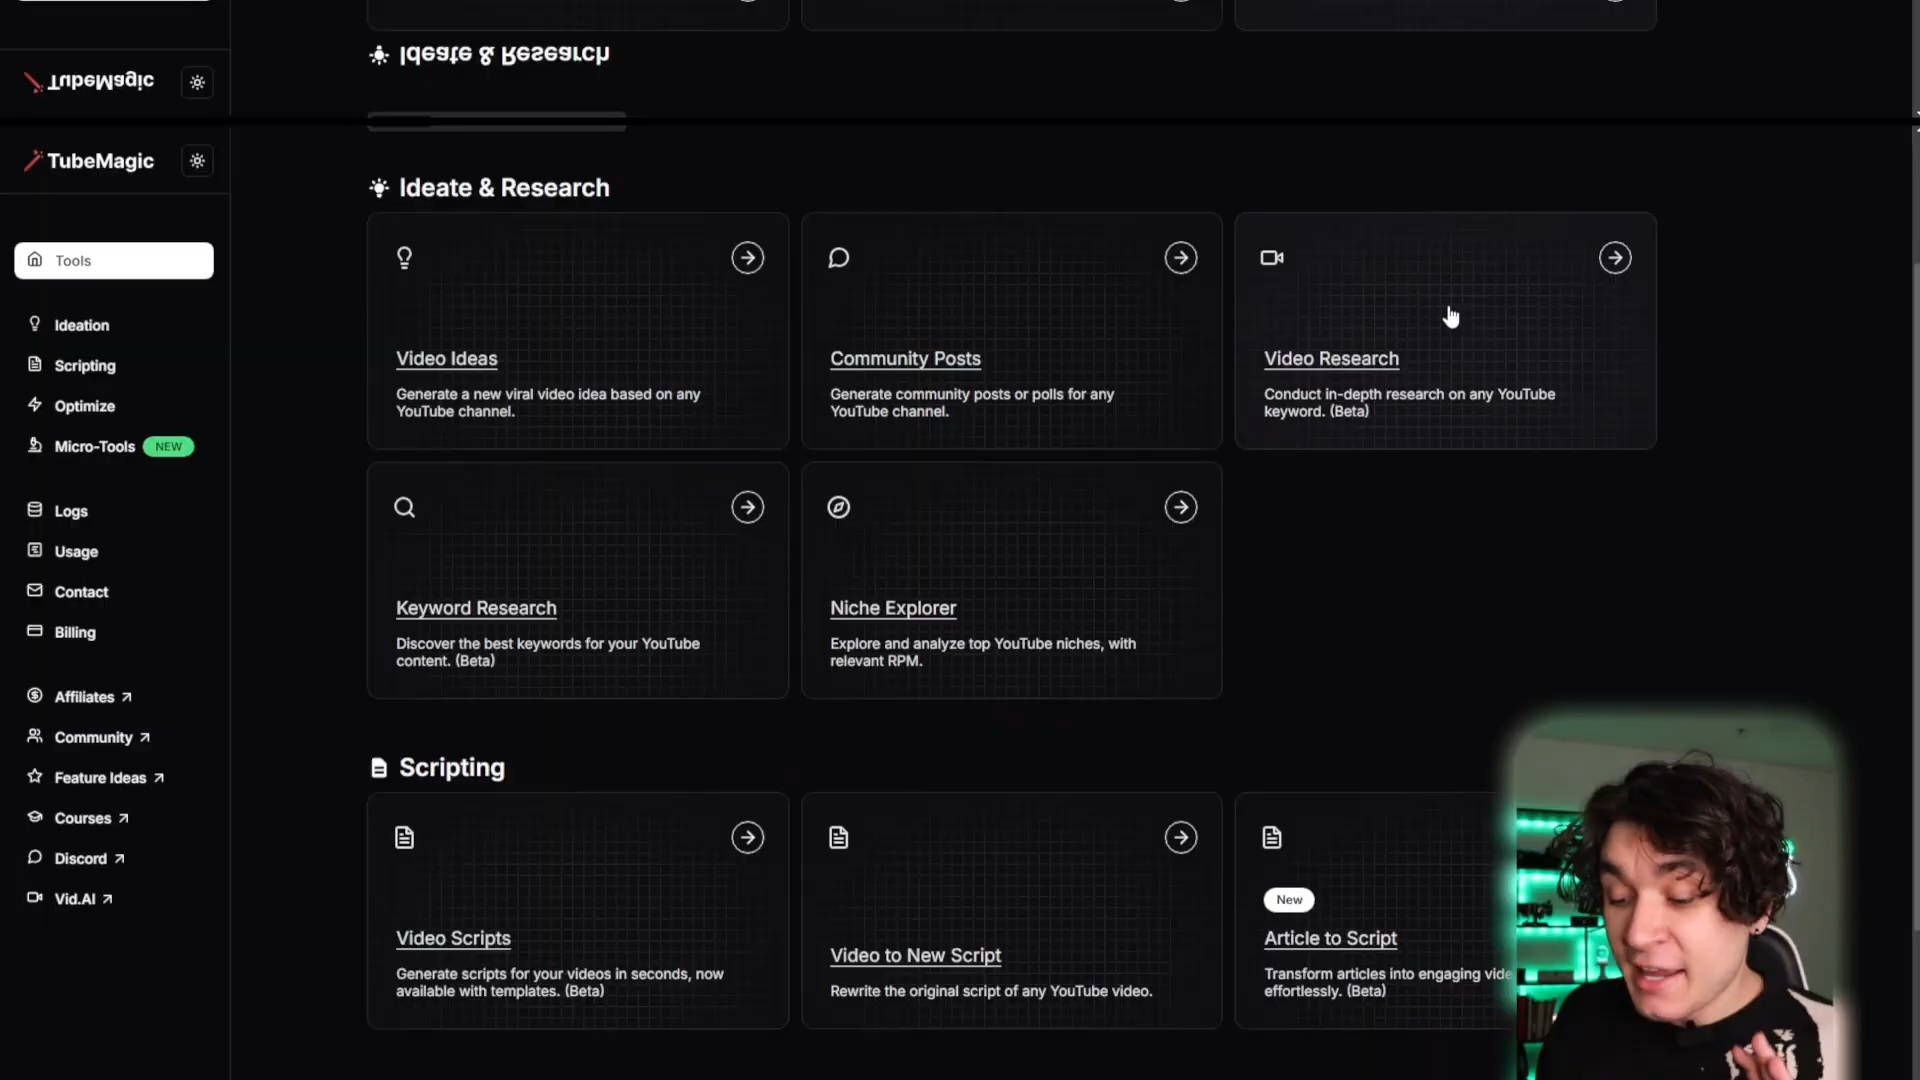 Ideate & Research
TubeMagic
TubeMagic
Tools
Ideation
Scripting
Optimize
Micro-Tools NEW
Logs
Usage
Contact
Billing
Affiliates
Community
Feature Ideas
Courses
Discord
Vid.AI
Ideate & Research
Video Ideas
Generate a new viral video idea based on any
YouTube channel.
Community Posts
Generate community posts or polls for any
YouTube channel.
Video Research
Conduct in-depth research on any YouTube
keyword. (Beta)
Keyword Research
Discover the best keywords for your YouTube
content. (Beta)
Niche Explorer
Explore and analyze top YouTube niches, with
relevant RPM.
Scripting
Video Scripts
Generate scripts for your videos in seconds, now
available with templates. (Beta)
Video to New Script
Rewrite the original script of any YouTube video.
New
Article to Script
Transform articles into engaging vide
effortlessly. (Beta)